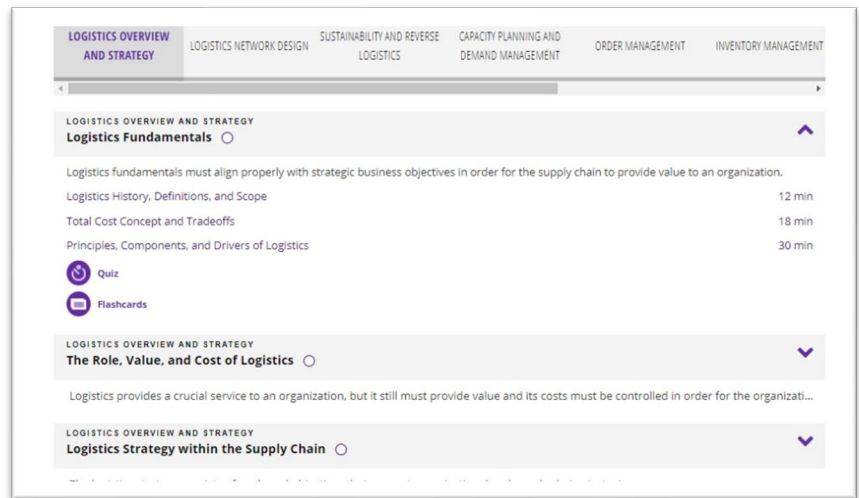 LOGISTICS OVERVIEW
AND STRATEGY
LOGISTICS NETWORK DESIGN
SUSTAINABILITY AND REVERSE
LOGISTICS
CAPACITY PLANNING AND
DEMAND MANAGEMENT
ORDER MANAGEMENT
INVENTORY MANAGEMENT
LOGISTICS OVERVIEW AND STRATEGY
Logistics Fundamentals
Logistics fundamentals must align properly with strategic business objectives in order for the supply chain to provide value to an organization.
Logistics History, Definitions, and Scope 12 min
Total Cost Concept and Tradeoffs 18 min
Principles, Components, and Drivers of Logistics 30 min
Quiz
Flashcards
LOGISTICS OVERVIEW AND STRATEGY
The Role, Value, and Cost of Logistics
Logistics provides a crucial service to an organization, but it still must provide value and its costs must be controlled in order for the organizati...
LOGISTICS OVERVIEW AND STRATEGY
Logistics Strategy within the Supply Chain